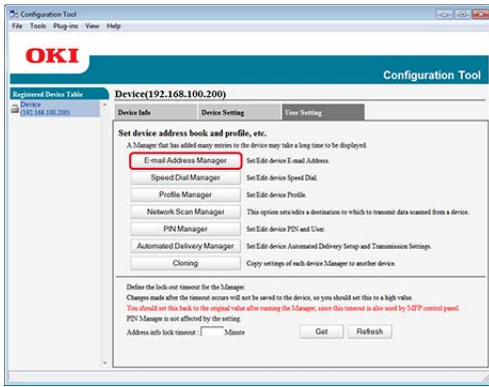 Configuration Tool
File Tools Plug-ins View Help
OKI
Configuration Tool
Registered Device Table
Device
(192.168.100.200)
Device(192.168.100.200)
Device Info Device Setting User Setting
Set device address book and profile, etc.
A Manager that has added many entries to the device may take a long time to be displayed.
E-mail Address Manager Set Edit device E-mail Address.
Speed Dial Manager Set Edit device Speed Dial.
Profile Manager Set Edit device Profile.
Network Scan Manager This option sets/edits a destination to which to transmit data scanned from a device.
PIN Manager Set Edit device PIN and User.
Automated Delivery Manager Set Edit device Automated Delivery Setup and Transmission Settings.
Cloning Copy settings of each device Manager to another device.
Define the lock-out timeout for the Manager.
Changes made after the timeout occurs will not be saved to the device, so you should set this to a high value.
You should set this back to the original value after running the Manager, since this timeout is also used by MFP control panel.
PIN Manager is not affected by the setting.
Address info lock timeout : Minute Get Refresh